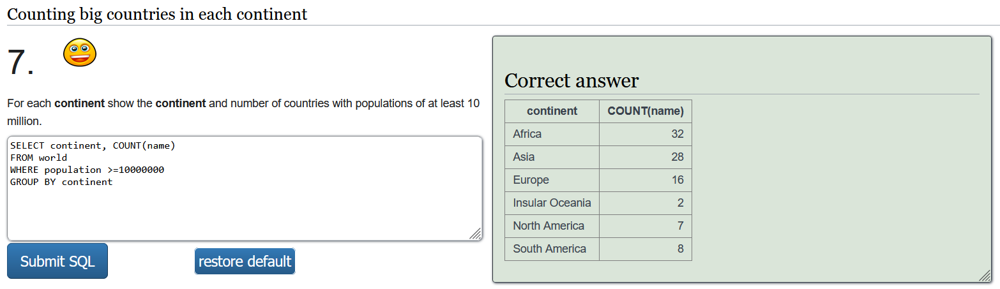 Counting big countries in each continent
7.
For each continent show the continent and number of countries with populations of at least 10
million.
SELECT continent, COUNT(name)
FROM world
WHERE population >=10000000
GROUP BY continent
Submit SQL
restore default
Correct answer
continent COUNT(name)
Africa 32
Asia 28
Europe 16
Insular Oceania 2
North America 7
South America 8